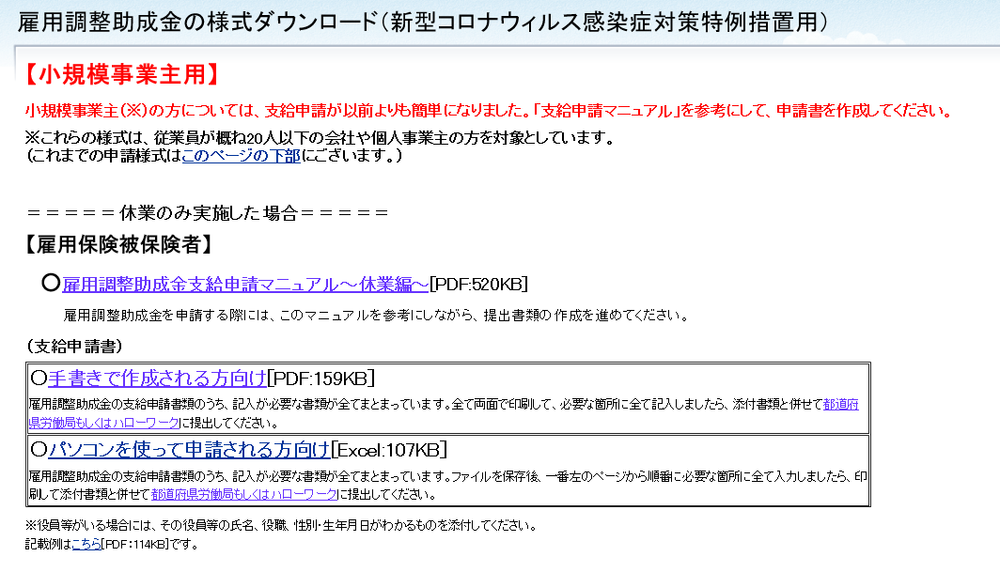 雇用調整助成金の様式ダウンロード(新型コロナウィルス感染症対策特例措置用)
【小規模事業主用】
小規模事業主(※)の方については、支給申請が以前よりも簡単になりました。「支給申請マニュアル」を参考にして、申請書を作成してください。
※これらの様式は、従業員が概ね20人以下の会社や個人事業主の方を対象としています。
(これまでの申請様式はこのページの下部にございます。)
=====休業のみ実施した場合=====
【雇用保険被保険者】
〇雇用調整助成金支給申請マニュアル～休業編～[PDF:520KB]
雇用調整助成金を申請する際には、このマニュアルを参考にしながら、提出書類の作成を進めてください。
(支給申請書)
〇手書きで作成される方向け[PDF:159KB]
雇用調整助成金の支給申請書類のうち、記入が必要な書類が全てまとまっています。全て両面で印刷して、必要な箇所に全て記入しましたら、添付書類と併せて都道府
県労働局もしくはハローワークに提出してください。
〇パソコンを使って申請される方向け[Excel:107KB]
雇用調整助成金の支給申請書類のうち、記入が必要な書類が全てまとまっています。ファイルを保存後、一番左のページから順番に必要な箇所に全て入力しましたら、印
刷して添付書類と併せて都道府県労働局もしくはハローワークに提出してください。
※役員等がいる場合には、その役員等の氏名、役職、性別・生年月日がわかるものを添付してください。
記載例はこちら[PDF:114KB]です。